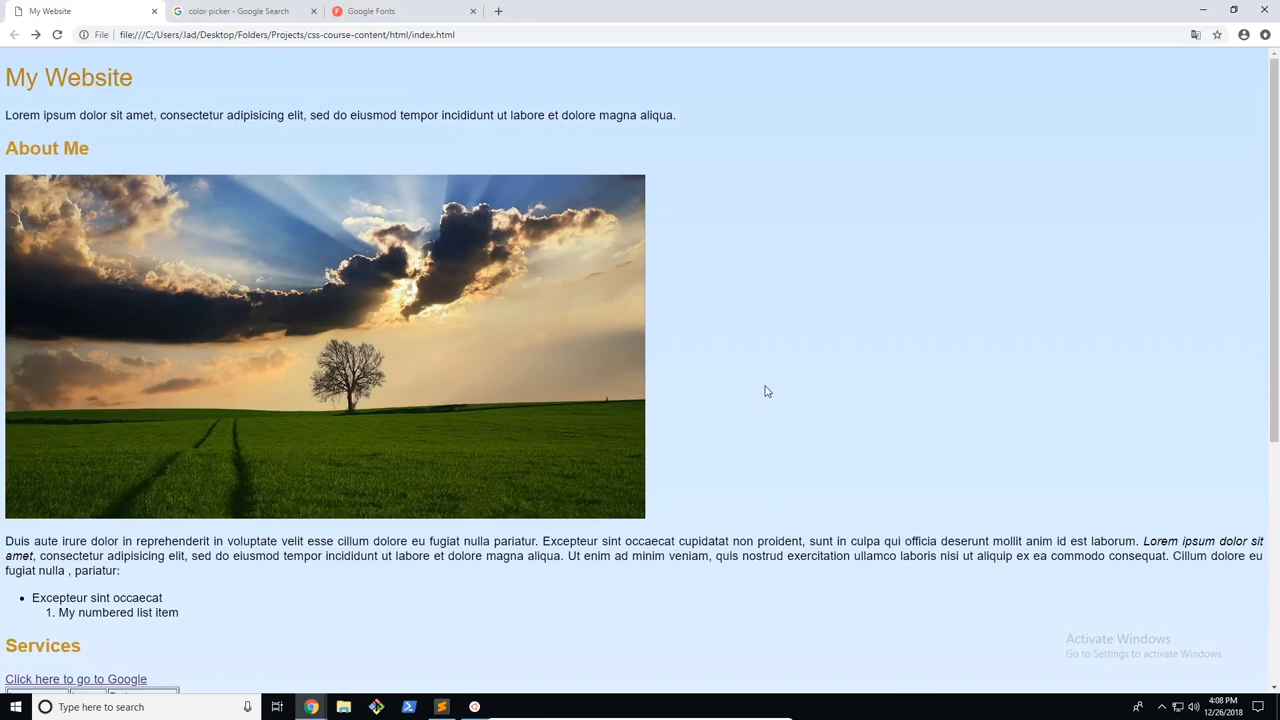 My Website
color picker - Google Search
Google Fonts
File
file:///C:/Users/Jad/Desktop/Folders/Projects/css-course-content/html/index.html
My Website
Lorem ipsum dolor sit amet, consectetur adipisicing elit, sed do eiusmod tempor incididunt ut labore et dolore magna aliqua.
About Me
Duis aute irure dolor in reprehenderit in voluptate velit esse cillum dolore eu fugiat nulla pariatur. Excepteur sint occaecat cupidatat non proident, sunt in culpa qui officia deserunt mollit anim id est laborum. Lorem ipsum dolor sit
amet, consectetur adipisicing elit, sed do eiusmod tempor incididunt ut labore et dolore magna aliqua. Ut enim ad minim veniam, quis nostrud exercitation ullamco laboris nisi ut aliquip ex ea commodo consequat. Cillum dolore eu
fugiat nulla , pariatur:
Excepteur sint occaecat
1. My numbered list item
Services
Click here to go to Google
Activate Windows
Go to Settings to activate Windows.
Type here to search
4:08 PM
12/26/2018